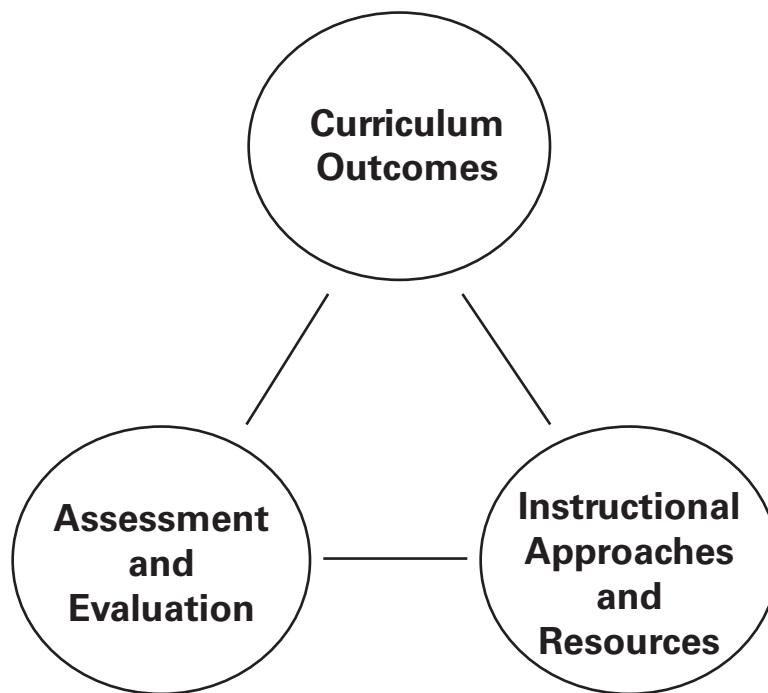 Curriculum
Outcomes
Assessment
and
Evaluation
Instructional
Approaches
and
Resources